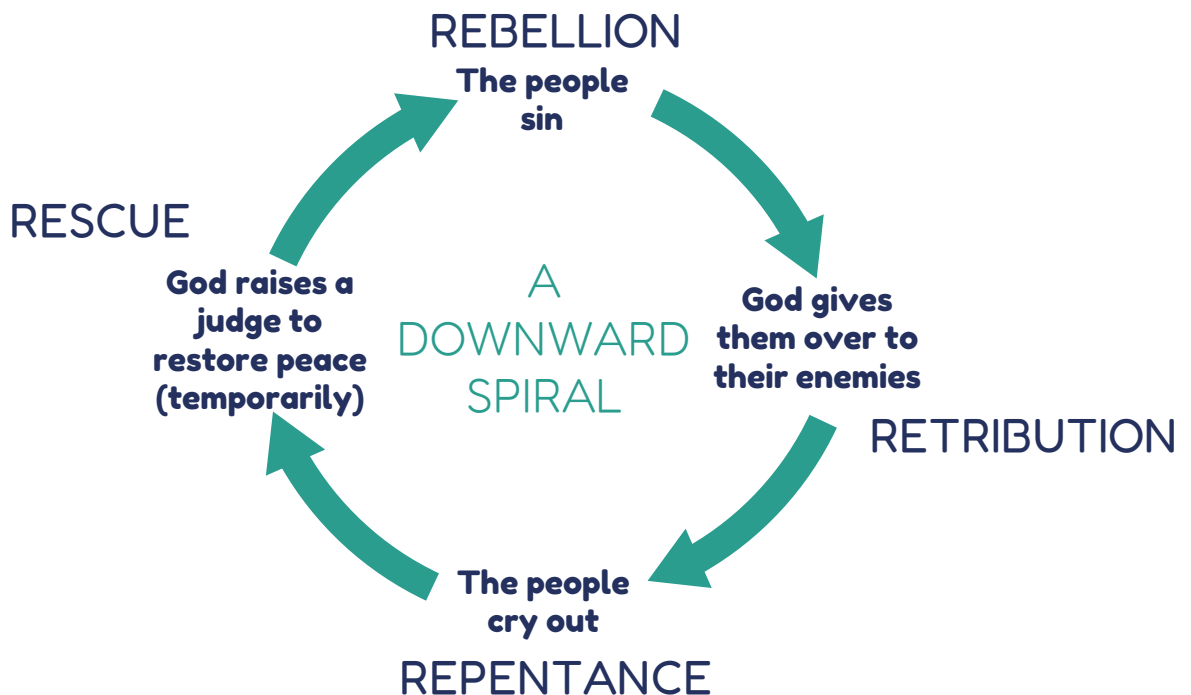 REBELLION
The people
sin
God gives
them over to
their enemies
RETRIBUTION
The people
cry out
REPENTANCE
RESCUE
God raises a
judge to
restore peace
(temporarily)
A
DOWNWARD
SPIRAL